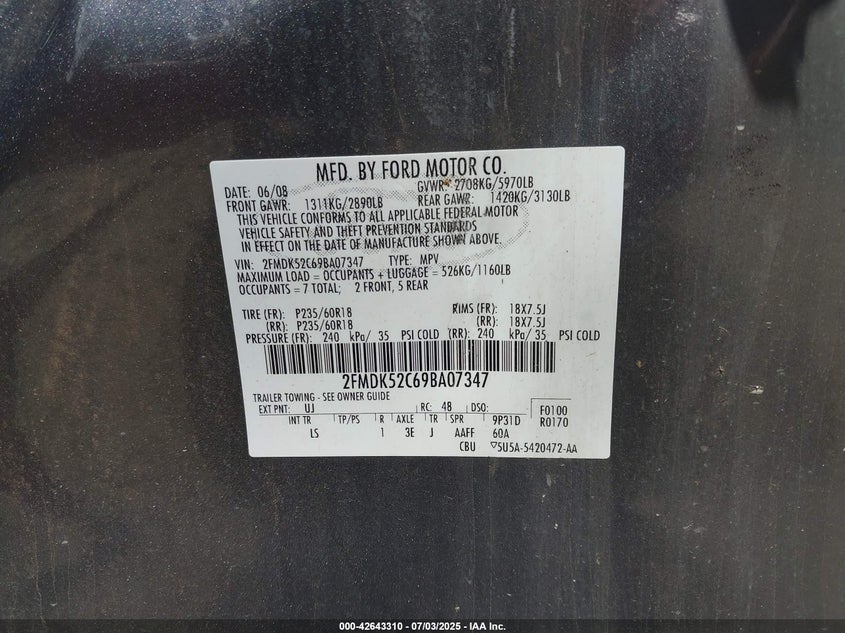 MFD. BY FORD MOTOR CO.
DATE: 06/08 GVWR: 2708KG/5970LB
FRONT GAWR: 1311KG/2890LB REAR GAWR: 1420KG/3130LB
THIS VEHICLE CONFORMS TO ALL APPLICABLE FEDERAL MOTOR
VEHICLE SAFETY AND THEFT PREVENTION STANDARDS
IN EFFECT ON THE DATE OF MANUFACTURE SHOWN ABOVE.
VIN: 2FMDK52C69BA07347 TYPE: MPV
MAXIMUM LOAD = OCCUPANTS + LUGGAGE = 526KG/1160LB
OCCUPANTS = 7 TOTAL; 2 FRONT, 5 REAR
TIRE (FR): P235/60R18 RIMS (FR): 18X7.5J
(RR): P235/60R18 (RR): 18X7.5J
PRESSURE (FR): 240 kPa/ 35 PSI COLD (RR): 240 kPa/ 35 PSI COLD
2FMDK52C69BA07347
TRAILER TOWING - SEE OWNER GUIDE
EXT PNT: UJ RC: 48 DSO: F0100
INT TR TP/PS R AXLE TR SPR 9P31D R0170
LS 1 3E J AAFF 60A
CBU ▽5U5A-5420472-AA
000-42643310 - 07/03/2025 - IAA Inc.